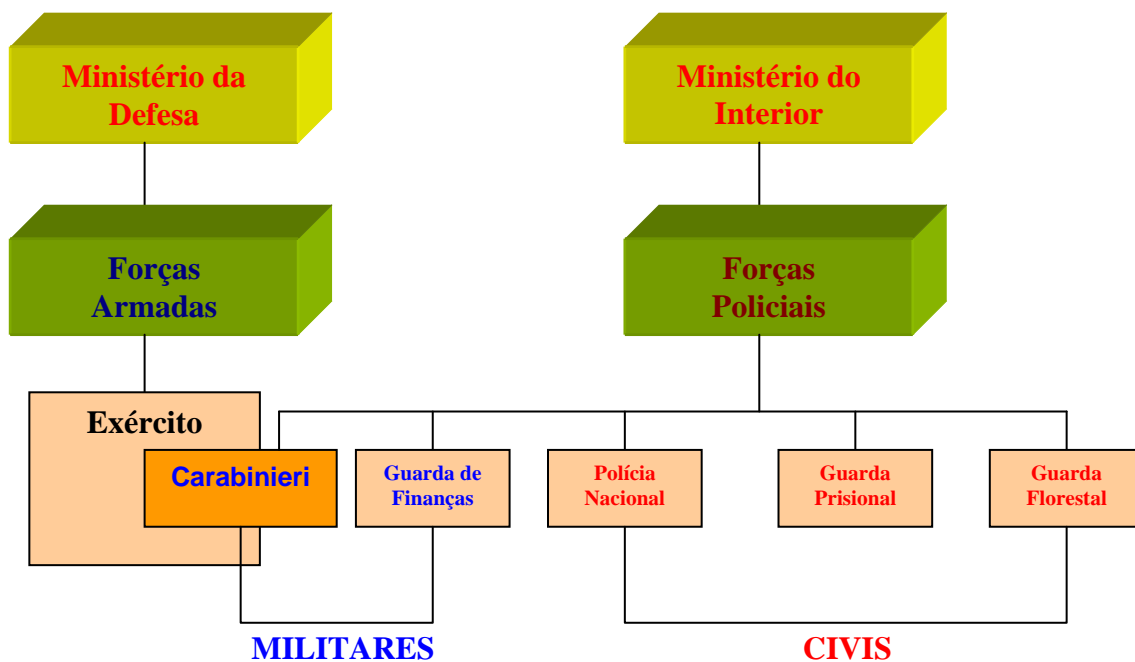 Ministério da
Defesa
Ministério do
Interior
Forças
Armadas
Forças
Policiais
Exército
Carabinieri
Guarda de
Finanças
Polícia
Nacional
Guarda
Prisional
Guarda
Florestal
MILITARES
CIVIS